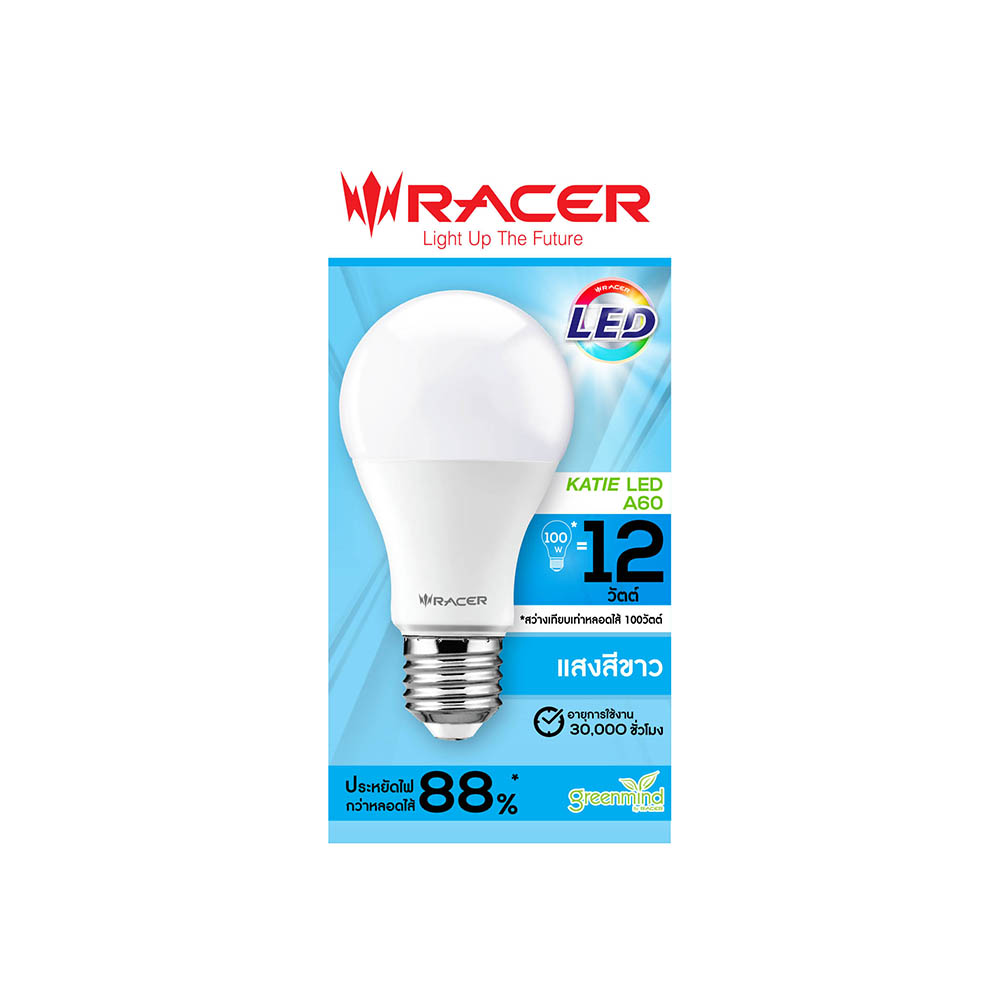 RACER
Light Up The Future
RACER
LED
KATIE LED
A60
100
W
*
=
12
วัตต์
*สว่างเทียบเท่าหลอดไส้ 100วัตต์
RACER
แสงสีขาว
อายุการใช้งาน
30,000 ชั่วโมง
ประหยัดไฟ
กว่าหลอดไส้
88%*
greenmind
by RACER